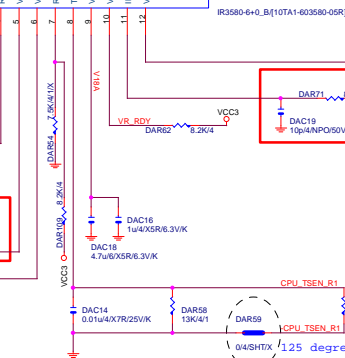 IR3580-6+0_B/[10TA1-603580-05R]
5
6
7
8
9
10
11
12
V18A
7.5K/4/1/X
DAR54
VR_RDY
DAR62
8.2K/4
VCC3
DAR71
DAC19
10p/4/NPO/50V
8.2K/4
DAR109
VCC3
DAC16
1u/4/X5R/6.3V/K
DAC18
4.7u/6/X5R/6.3V/K
CPU_TSEN_R1
DAC14
0.01u/4/X7R/25V/K
DAR58
13K/4/1
DAR59
0/4/SHT/X
CPU_TSEN_R1
125 degre